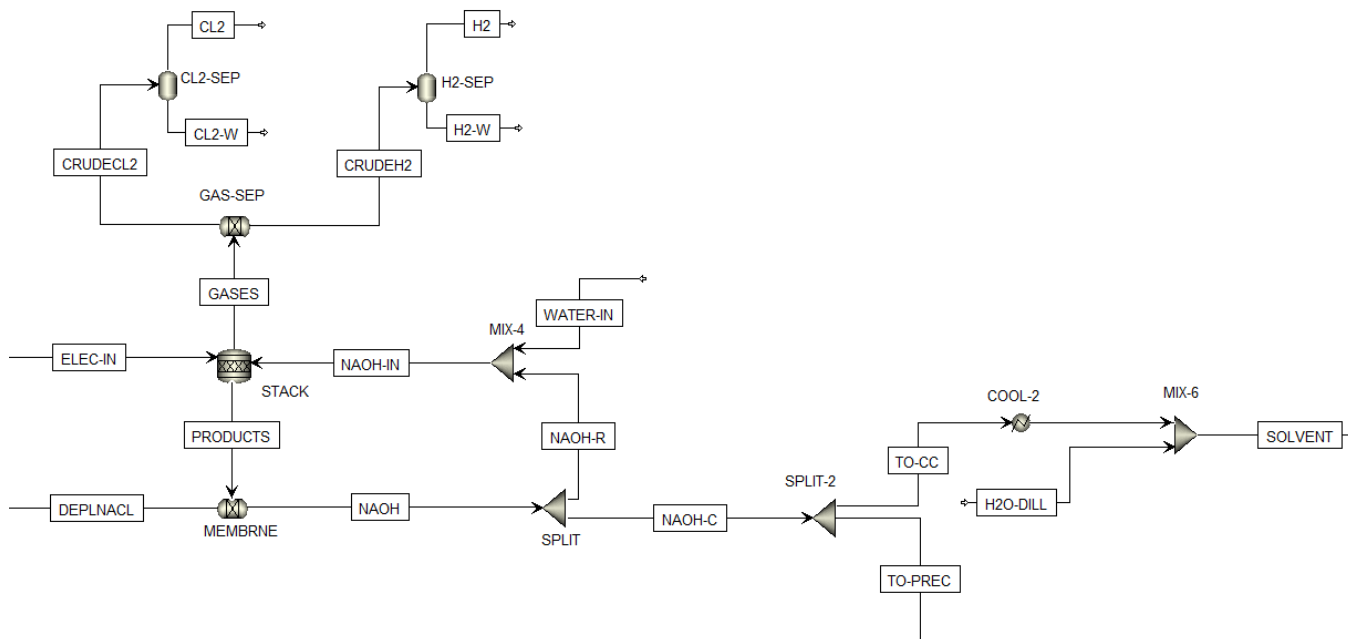 CL2
H2
CL2-SEP
H2-SEP
CL2-W
H2-W
CRUDECL2
CRUDEH2
GAS-SEP
GASES
WATER-IN
MIX-4
ELEC-IN
NAOH-IN
STACK
COOL-2
MIX-6
PRODUCTS
NAOH-R
SOLVENT
TO-CC
SPLIT-2
DEPLNACL
NAOH
H2O-DILL
MEMBRNE
SPLIT
NAOH-C
TO-PREC